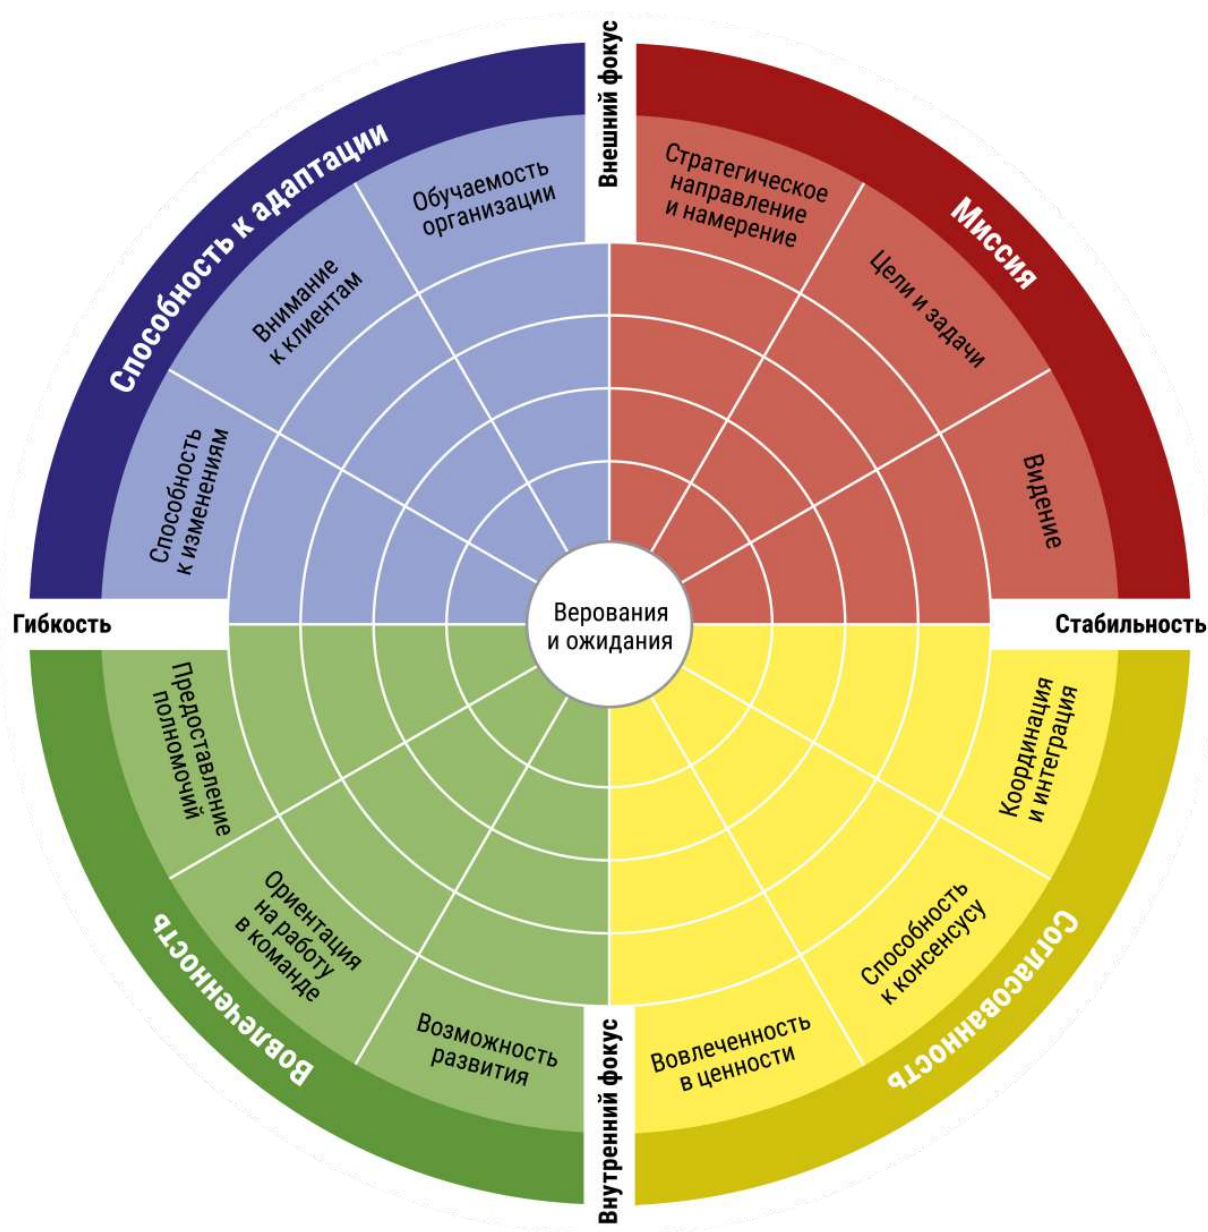 Внешний фокус
Способность к адаптации
Обучаемость
организации
Внимание
к клиентам
Способность
к изменениям
Миссия
Стратегическое
направление
и намерение
Цели и задачи
Видение
Гибкость
Верования
и ожидания
Стабильность
Предоставление
полномочий
Ориентация
на работу
в команде
Возможность
развития
Вовлеченность
Координация
и интеграция
Способность
к консенсусу
Вовлеченность
в ценности
Согласованность
Внутренний фокус